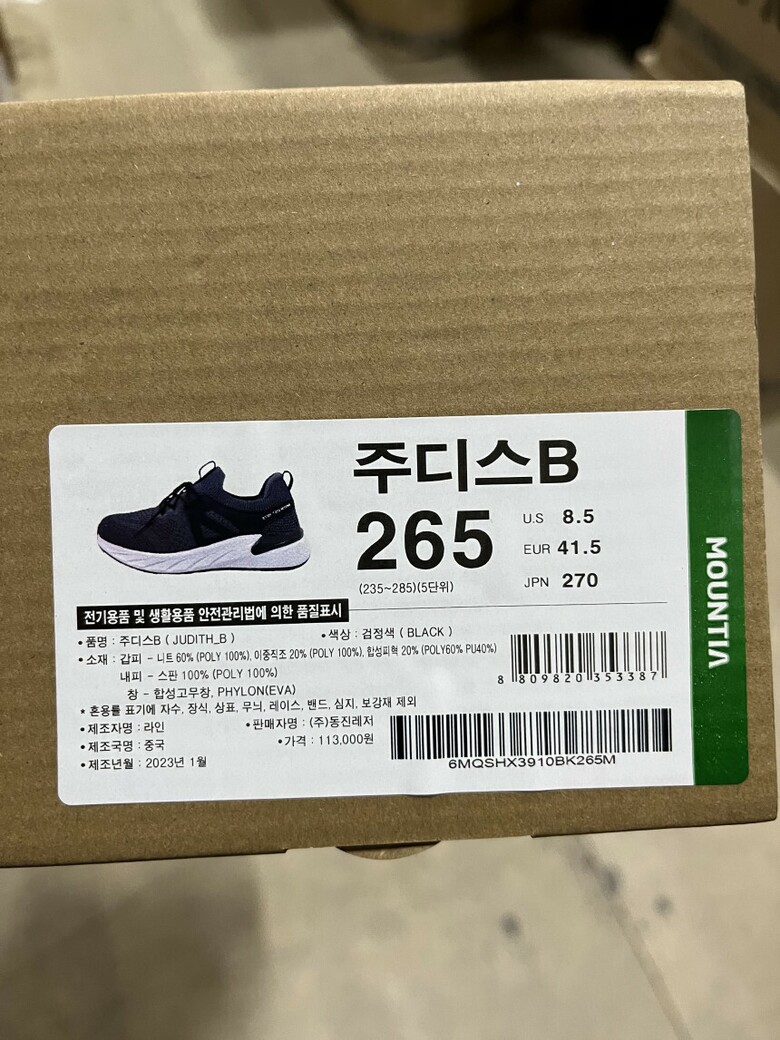 주디스B
265
U.S 8.5
EUR 41.5
JPN 270
(235~285)(5단위)
MOUNTIA
전기용품 및 생활용품 안전관리법에 의한 품질표시
• 품명 : 주디스B ( JUDITH_B )
• 색상 : 검정색 ( BLACK )
• 소재 : 갑피 - 니트 60% (POLY 100%), 이중직조 20% (POLY 100%), 합성피혁 20% (POLY60% PU40%)
내피 - 스판 100% (POLY 100%)
창 - 합성고무창, PHYLON(EVA)
* 혼용률 표기에 자수, 장식, 상표, 무늬, 레이스, 밴드, 심지, 보강재 제외
• 제조자명 : 라인
• 판매자명 : (주)동진레저
• 제조국명 : 중국
• 가격 : 113,000원
• 제조년월 : 2023년 1월
8 809820 353387
6MQSHX3910BK265M